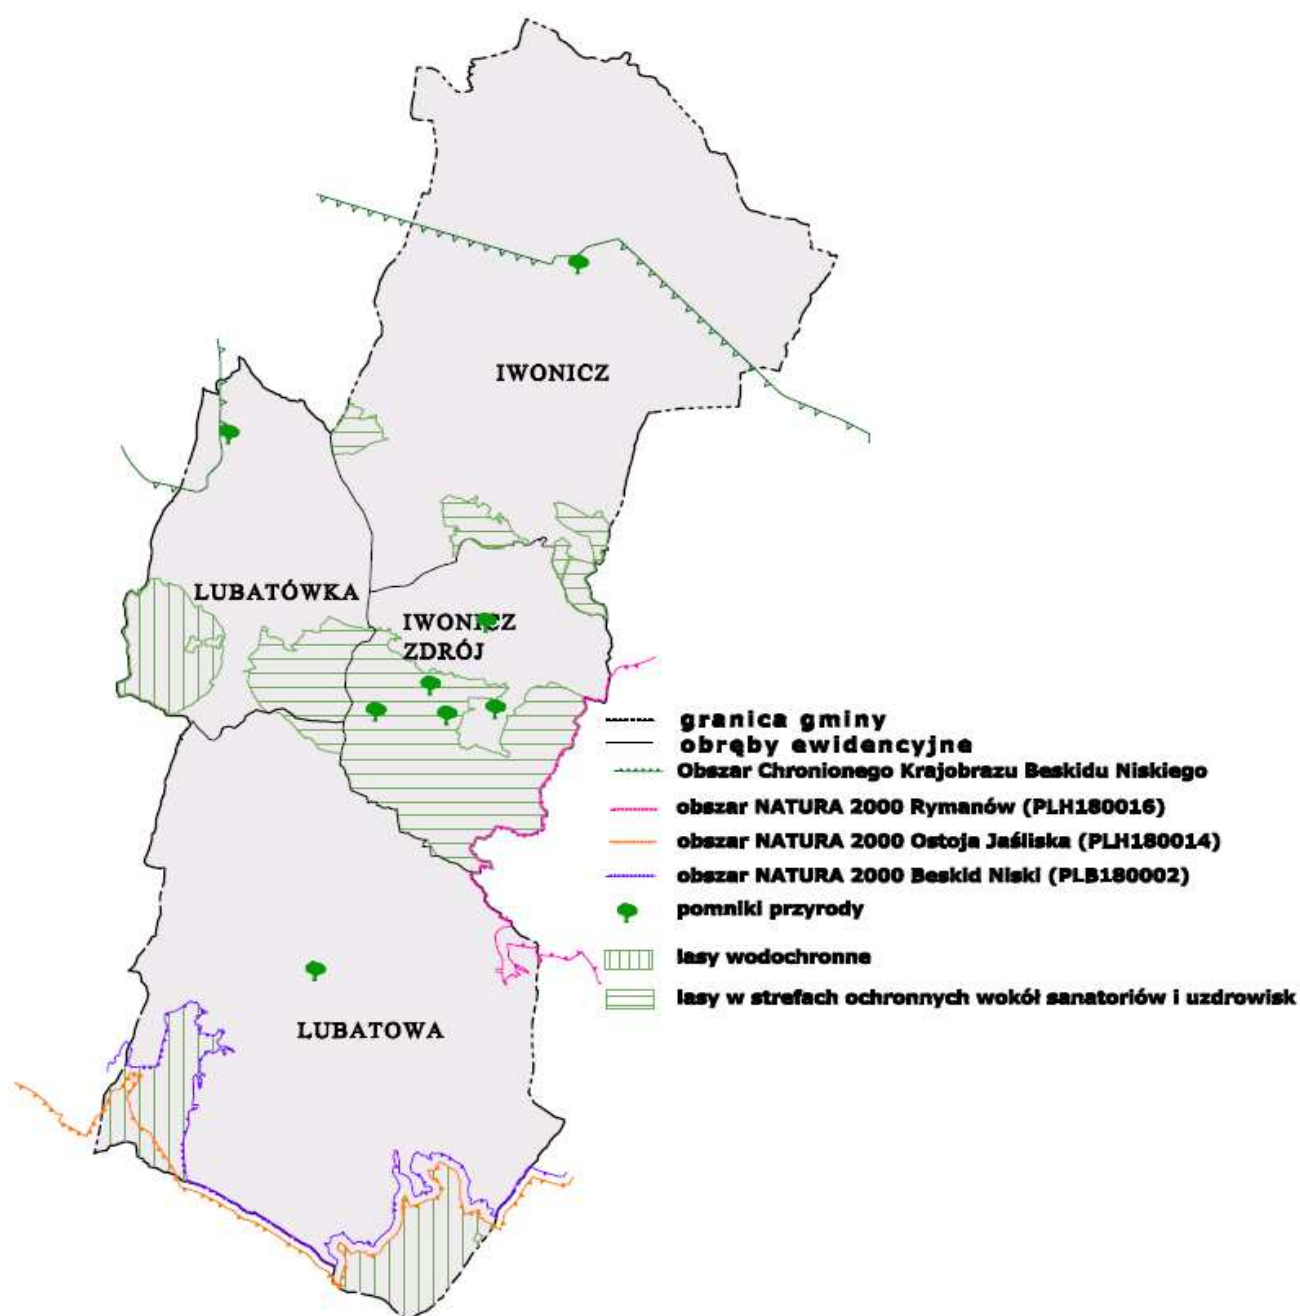 IWONICZ
LUBATÓWKA
IWONICZ
ZDRÓJ
LUBATOWA
granica gminy
obręby ewidencyjne
Obszar Chronionego Krajobrazu Beskidu Niskiego
obszar NATURA 2000 Rymanów (PLH180016)
obszar NATURA 2000 Ostoja Jaśliska (PLH180014)
obszar NATURA 2000 Beskid Niski (PLB180002)
pomniki przyrody
lasy wodochronne
lasy w strefach ochronnych wokół sanatoriów i uzdrowisk